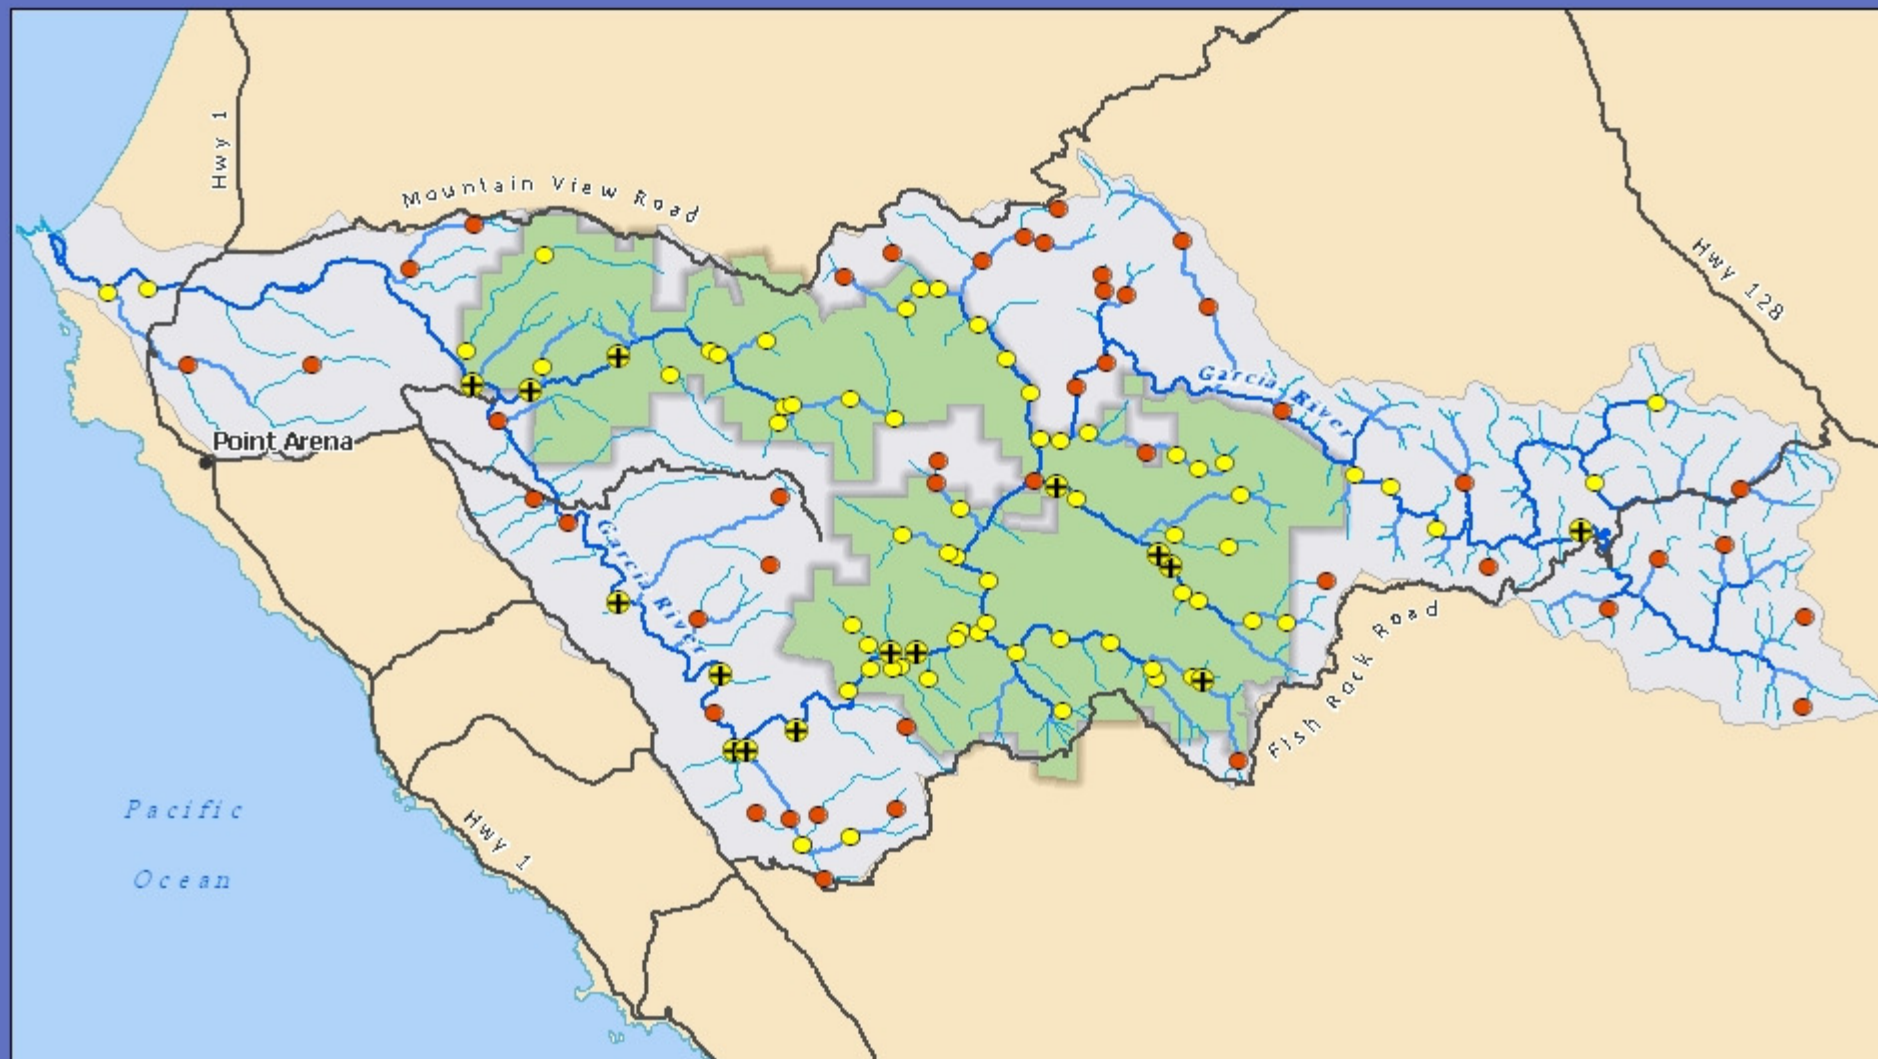 Hwy 1
Mountain View Road
Hwy 128
Garcia River
Point Arena
Garcia River
Fish Rock Road
Pacific
Ocean
Hwy 1